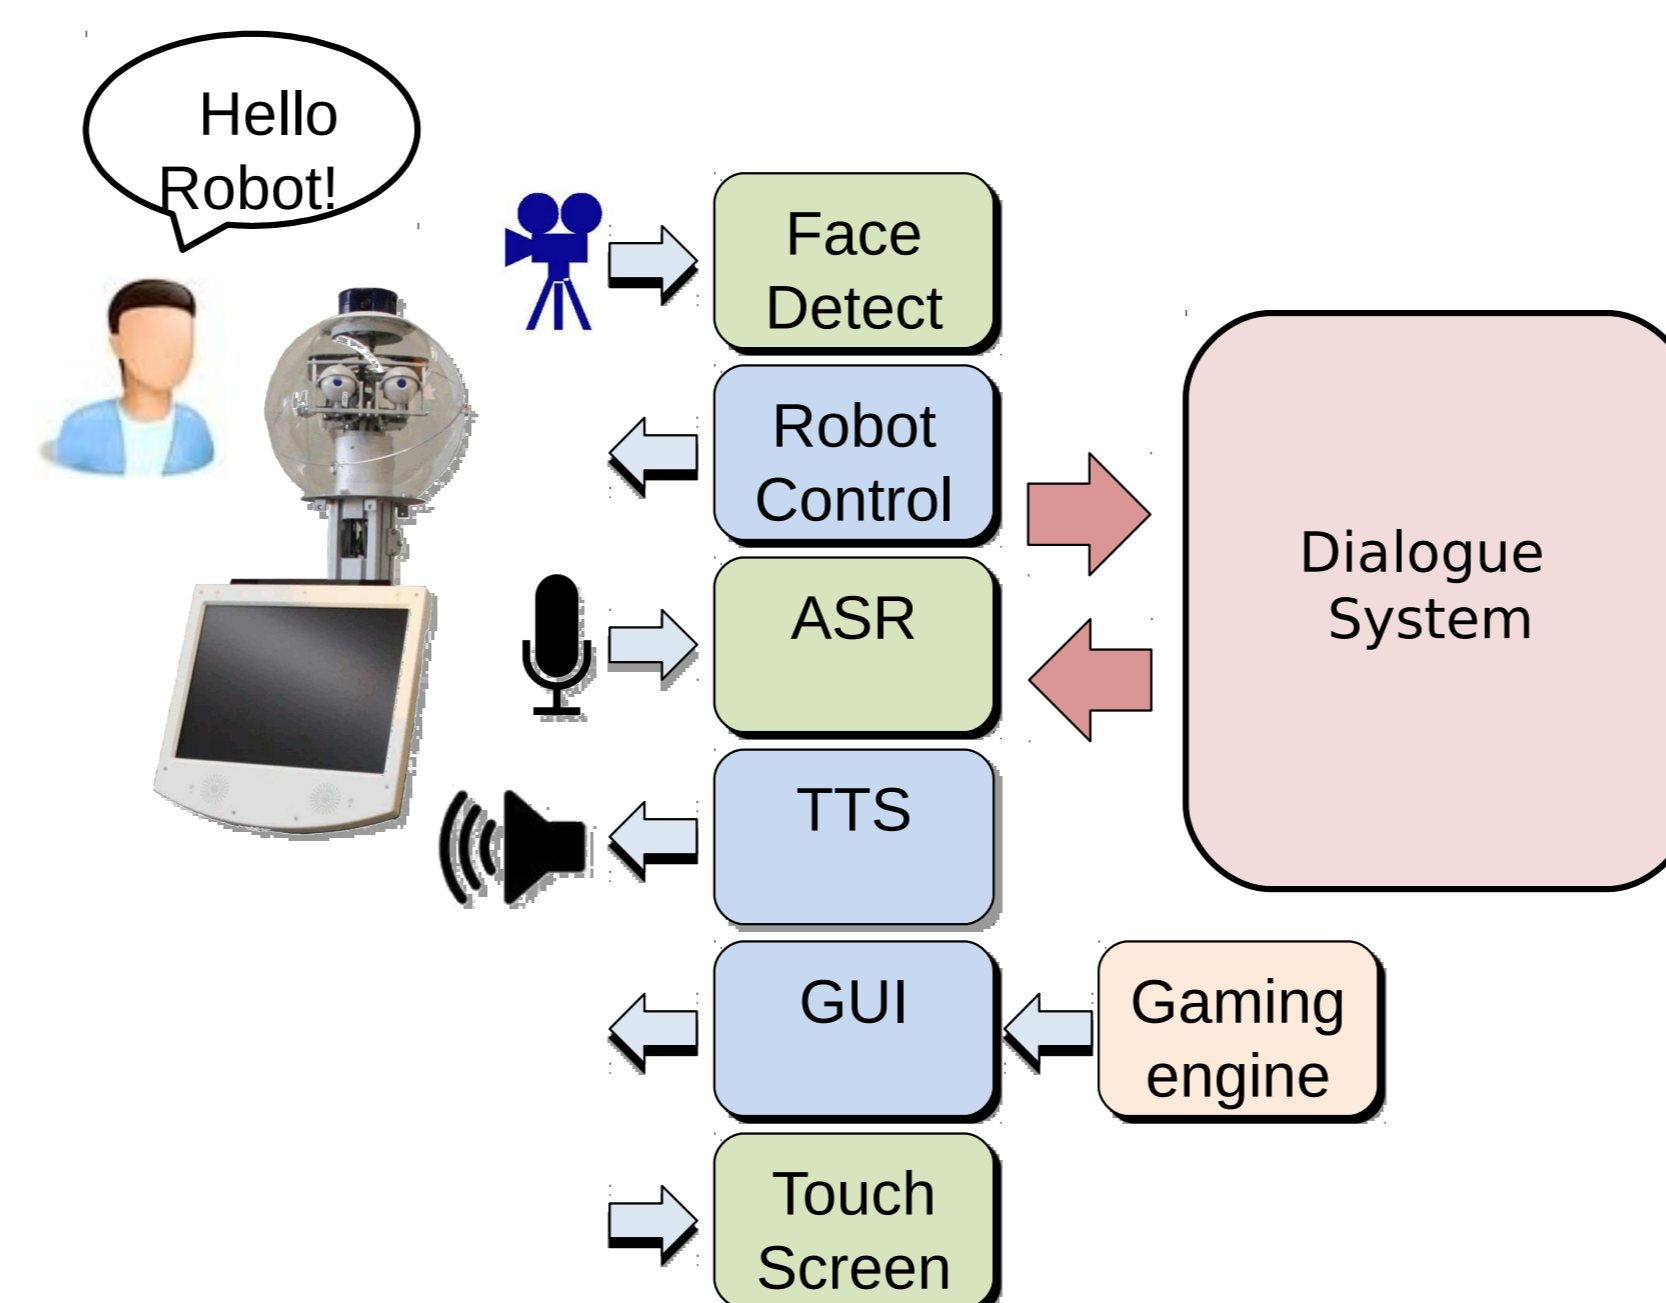 Hello
Robot!
Face
Detect
Robot
Control
ASR
TTS
GUI
Touch
Screen
Dialogue
System
Gaming
engine